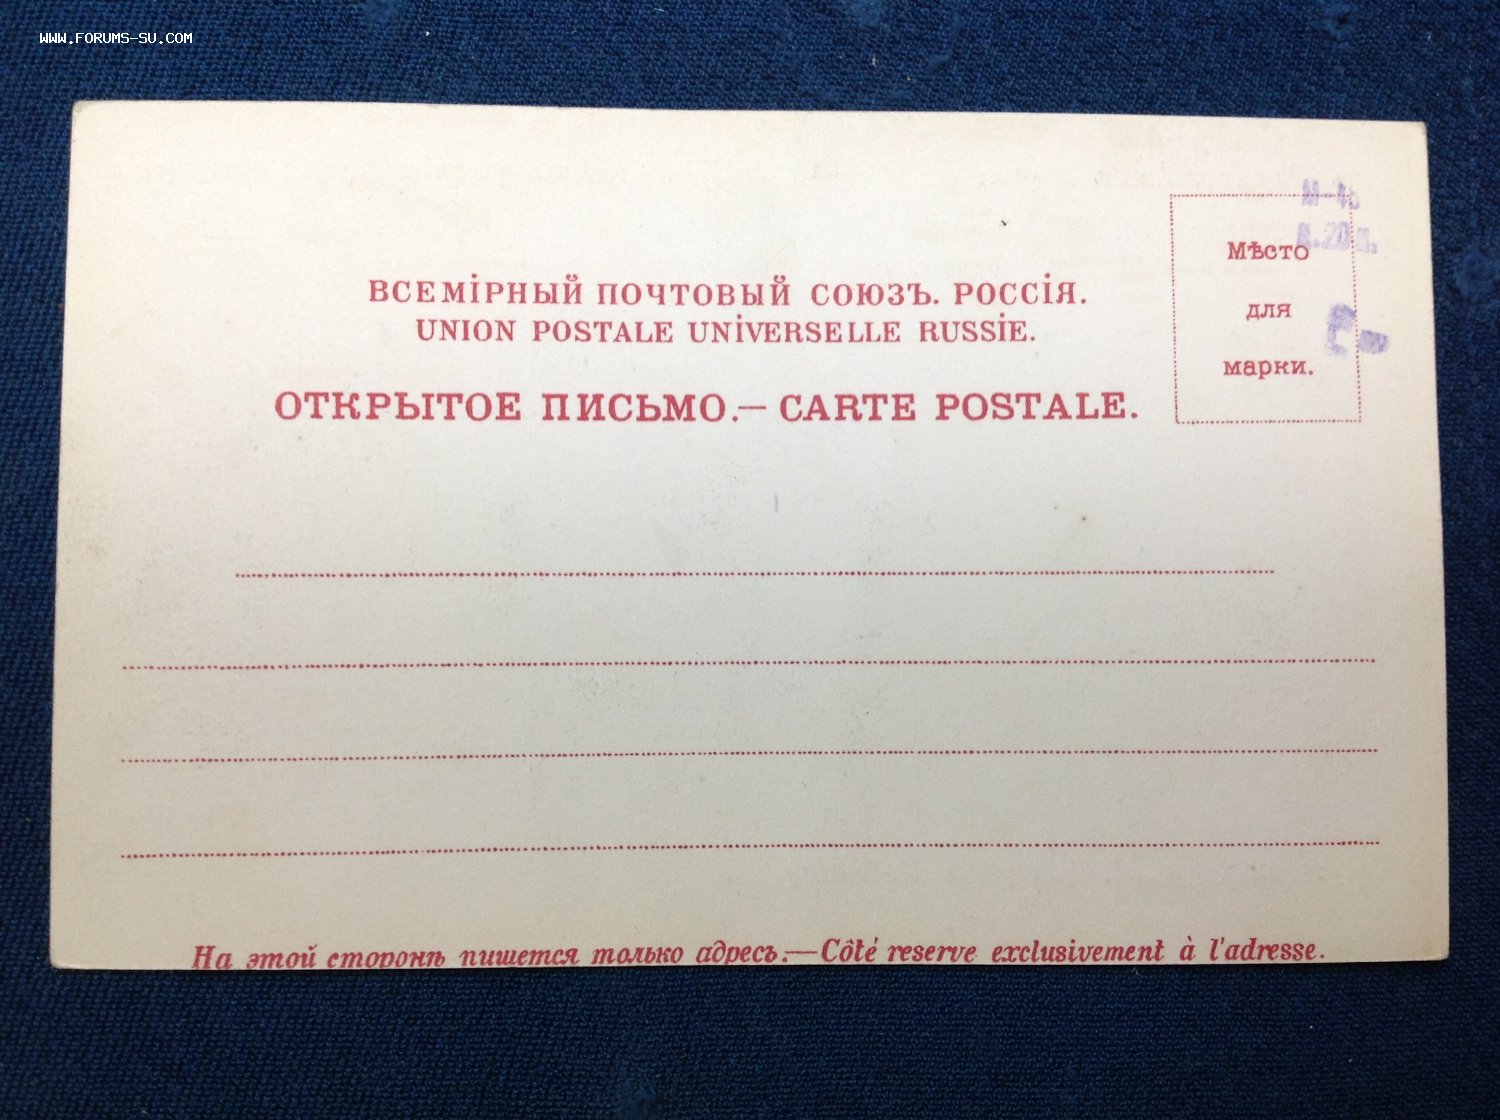 WWW.FORUMS-SU.COM
ВСЕМІРНЫЙ ПОЧТОВЫЙ СОЮЗЪ. РОССІЯ.
UNION POSTALE UNIVERSELLE RUSSIE.
ОТКРЫТОЕ ПИСЬМО.— CARTE POSTALE.
Мѣсто
для
марки.
На этой сторонѣ пишется только адресъ.—Côté reserve exclusivement à l'adresse.